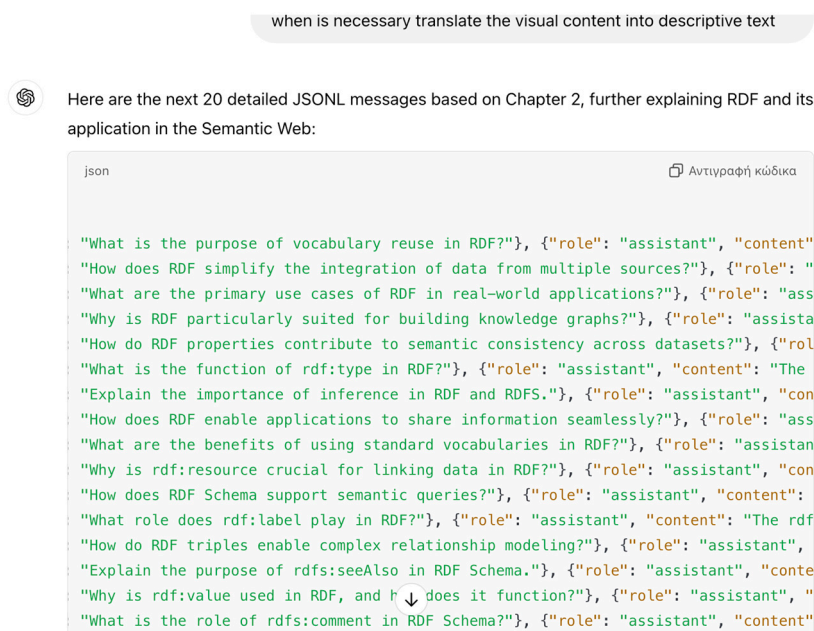 when is necessary translate the visual content into descriptive text
Here are the next 20 detailed JSONL messages based on Chapter 2, further explaining RDF and its
application in the Semantic Web:
json
Αντιγραφή κώδικα
"What is the purpose of vocabulary reuse in RDF?"}, {"role": "assistant", "content"
"How does RDF simplify the integration of data from multiple sources?"}, {"role": "
"What are the primary use cases of RDF in real-world applications?"}, {"role": "ass
"Why is RDF particularly suited for building knowledge graphs?"}, {"role": "assista
"How do RDF properties contribute to semantic consistency across datasets?"}, {"rol
"What is the function of rdf:type in RDF?"}, {"role": "assistant", "content": "The
"Explain the importance of inference in RDF and RDFS."}, {"role": "assistant", "con
"How does RDF enable applications to share information seamlessly?"}, {"role": "ass
"What are the benefits of using standard vocabularies in RDF?"}, {"role": "assistan
"Why is rdf:resource crucial for linking data in RDF?"}, {"role": "assistant", "con
"How does RDF Schema support semantic queries?"}, {"role": "assistant", "content":
"What role does rdf:label play in RDF?"}, {"role": "assistant", "content": "The rdf
"How do RDF triples enable complex relationship modeling?"}, {"role": "assistant",
"Explain the purpose of rdfs:seeAlso in RDF Schema."}, {"role": "assistant", "conte
"Why is rdf:value used in RDF, and does it function?"}, {"role": "assistant", "
"What is the role of rdfs:comment in RDF Schema?"}, {"role": "assistant", "content"